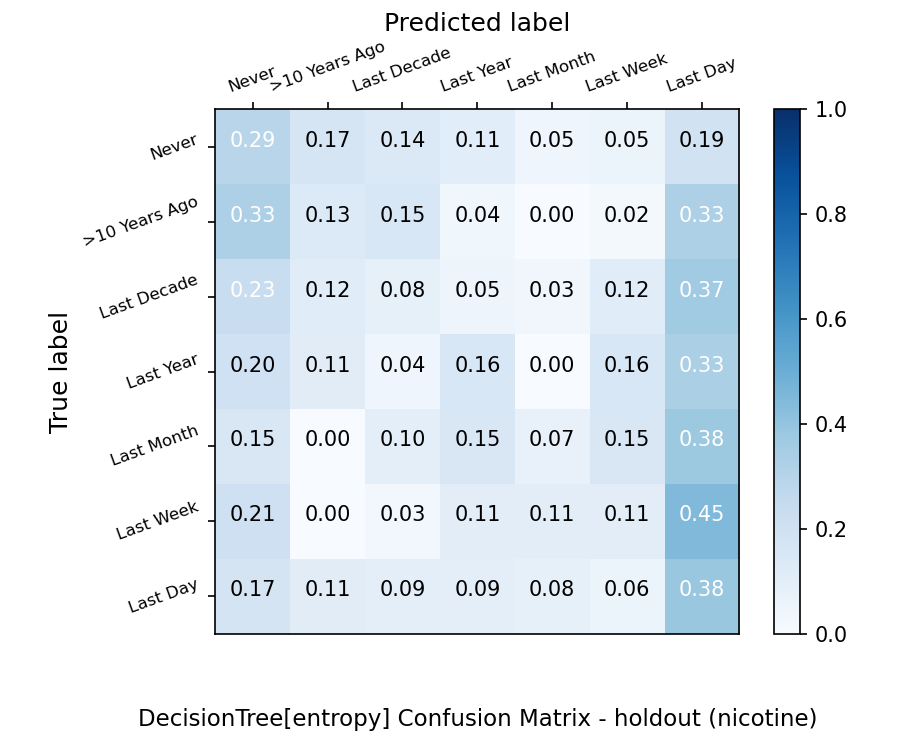 Predicted label
Never >10 Years Ago Last Decade Last Year Last Month Last Week Last Day
Never 0.29 0.17 0.14 0.11 0.05 0.05 0.19
>10 Years Ago 0.33 0.13 0.15 0.04 0.00 0.02 0.33
Last Decade 0.23 0.12 0.08 0.05 0.03 0.12 0.37
Last Year 0.20 0.11 0.04 0.16 0.00 0.16 0.33
Last Month 0.15 0.00 0.10 0.15 0.07 0.15 0.38
Last Week 0.21 0.00 0.03 0.11 0.11 0.11 0.45
Last Day 0.17 0.11 0.09 0.09 0.08 0.06 0.38
True label
1.0
0.8
0.6
0.4
0.2
0.0
DecisionTree[entropy] Confusion Matrix - holdout (nicotine)